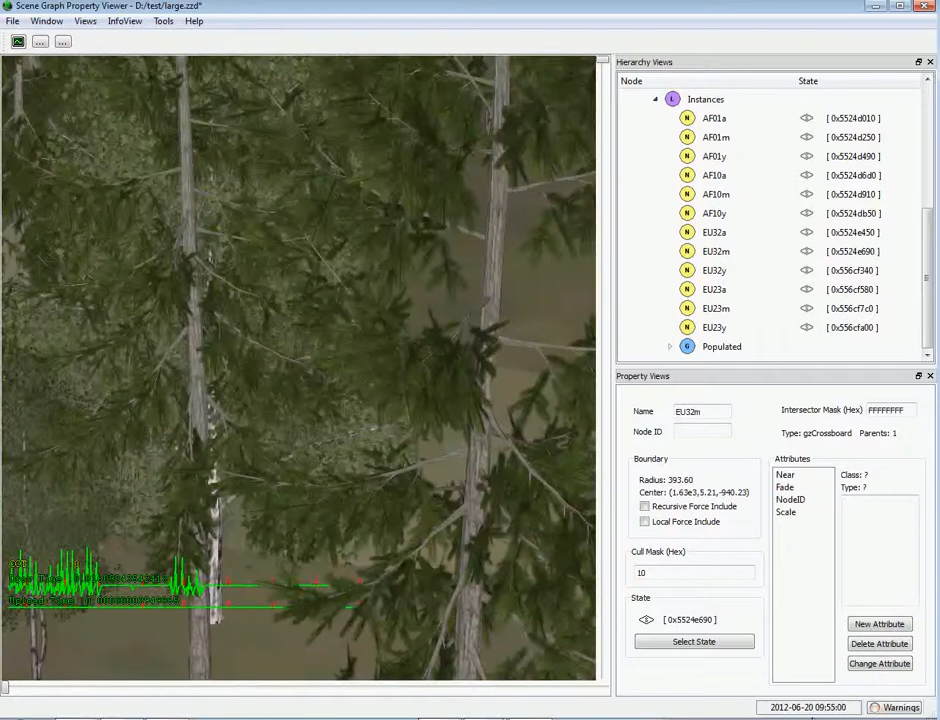 Scene Graph Property Viewer - D:/test/large.zzd*
File Window Views InfoView Tools Help
... ...
Hierarchy Views
Node State
L Instances
N AF01a S [ 0x5524d010 ]
N AF01m S [ 0x5524d250 ]
N AF01y S [ 0x5524d490 ]
N AF10a S [ 0x5524d6d0 ]
N AF10m S [ 0x5524d910 ]
N AF10y S [ 0x5524db50 ]
N EU32a S [ 0x5524e450 ]
N EU32m S [ 0x5524e690 ]
N EU32y S [ 0x556cf340 ]
N EU23a S [ 0x556cf580 ]
N EU23m S [ 0x556cf7c0 ]
N EU23y S [ 0x556cfa00 ]
G Populated
Property Views
Name EU32m Intersector Mask (Hex) FFFFFFFF
Node ID Type: gzCrossboard Parents: 1
Boundary Attributes
Radius: 393.60
Center: (1.63e3,5.21,-940.23)
Recursive Force Include
Local Force Include
Near
Fade
NodeID
Scale
Class: ?
Type: ?
Cull Mask (Hex)
10
State
S [ 0x5524e690 ]
Select State
New Attribute
Delete Attribute
Change Attribute
2012-06-20 09:55:00 Warnings